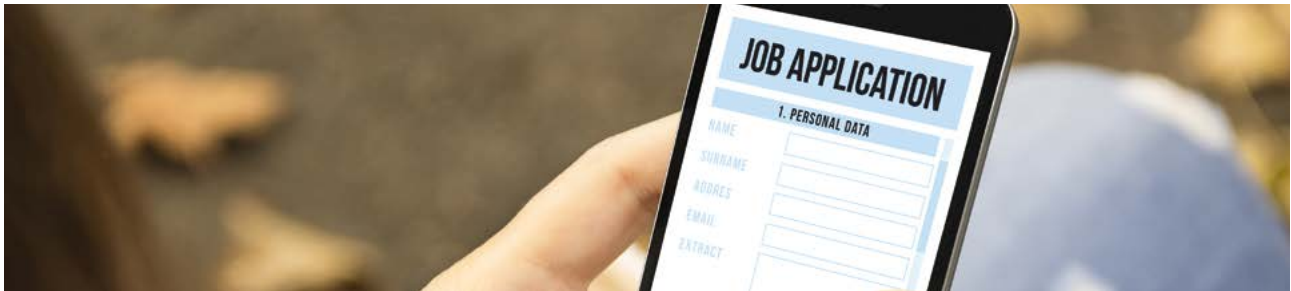 JOB APPLICATION
1. PERSONAL DATA
NAME
SURNAME
ADDRES
EMAIL
EXTRACT